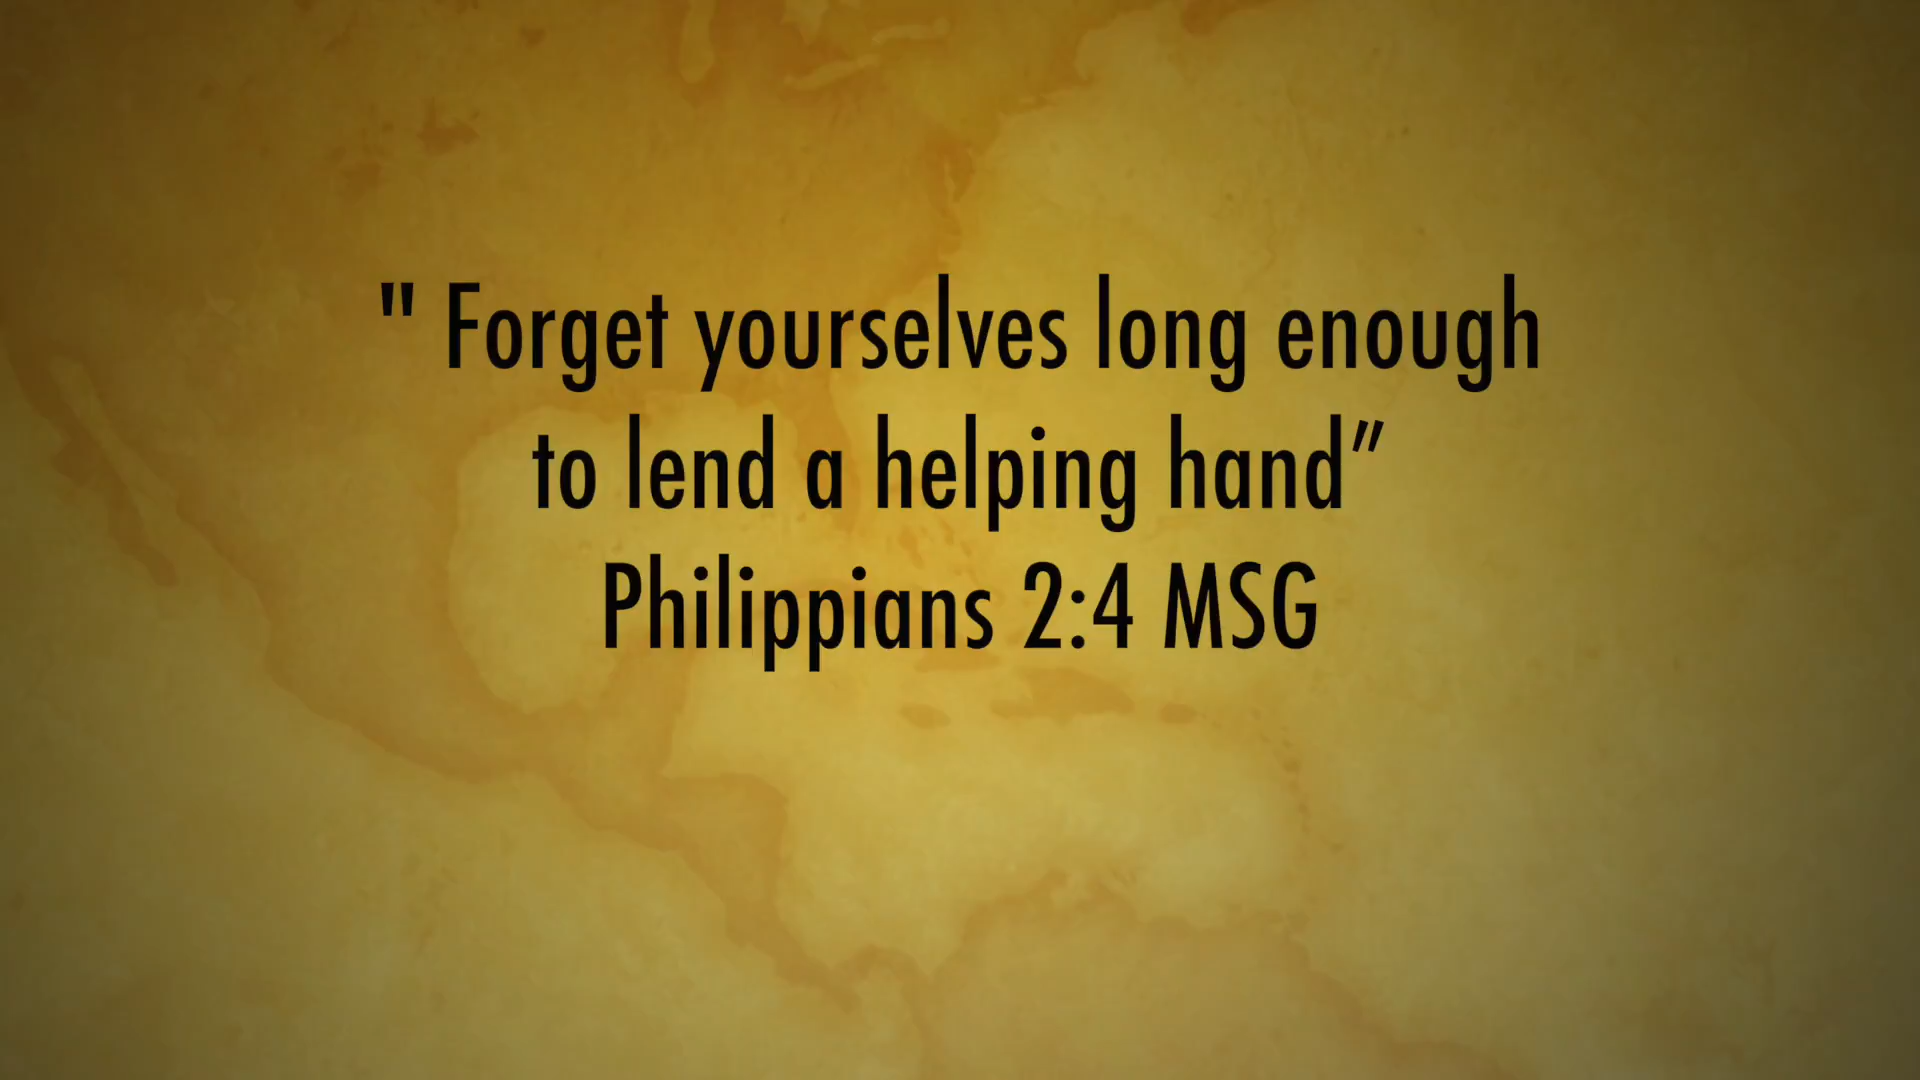 " Forget yourselves long enough
to lend a helping hand”
Philippians 2:4 MSG